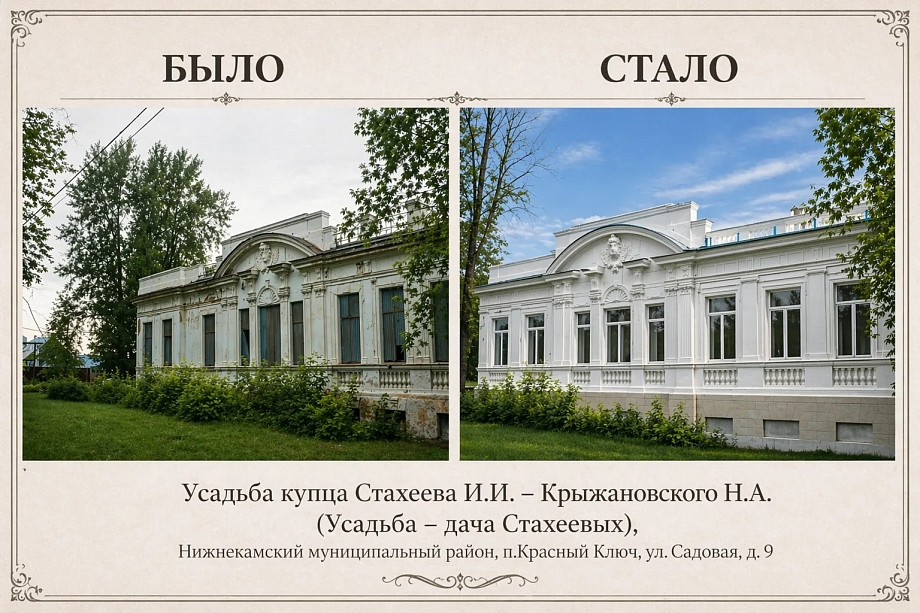 БЫЛО
СТАЛО
Усадьба купца Стахеева И.И. – Крыжановского Н.А.
(Усадьба – дача Стахеевых),
Нижнекамский муниципальный район, п.Красный Ключ, ул. Садовая, д. 9